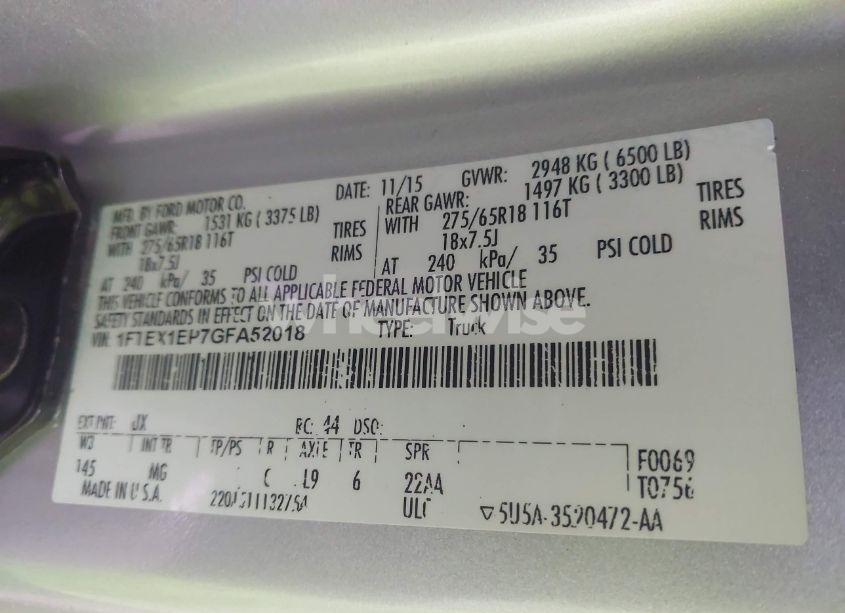 MFD. BY FORD MOTOR CO.
DATE: 11/15 GVWR: 2948 KG ( 6500 LB)
FRONT GAWR: 1531 KG ( 3375 LB)
REAR GAWR: 1497 KG ( 3300 LB)
WITH 275/65R18 116T TIRES
18x7.5J RIMS
AT 240 kPa/ 35 PSI COLD
WITH 275/65R18 116T TIRES
18x7.5J RIMS
AT 240 kPa/ 35 PSI COLD
THIS VEHICLE CONFORMS TO ALL APPLICABLE FEDERAL MOTOR VEHICLE
SAFETY STANDARDS IN EFFECT ON THE DATE OF MANUFACTURE SHOWN ABOVE.
VIN: 1FTEX1EP7GFA52018 TYPE: Truck
EXT PNT: JX RC: 44 DSO:
WB INT TR TP/PS R AXLE TR SPR
145 MG C L9 6 22AA
F0069
T0756
MADE IN U.S.A.
5U5A-3520472-AA